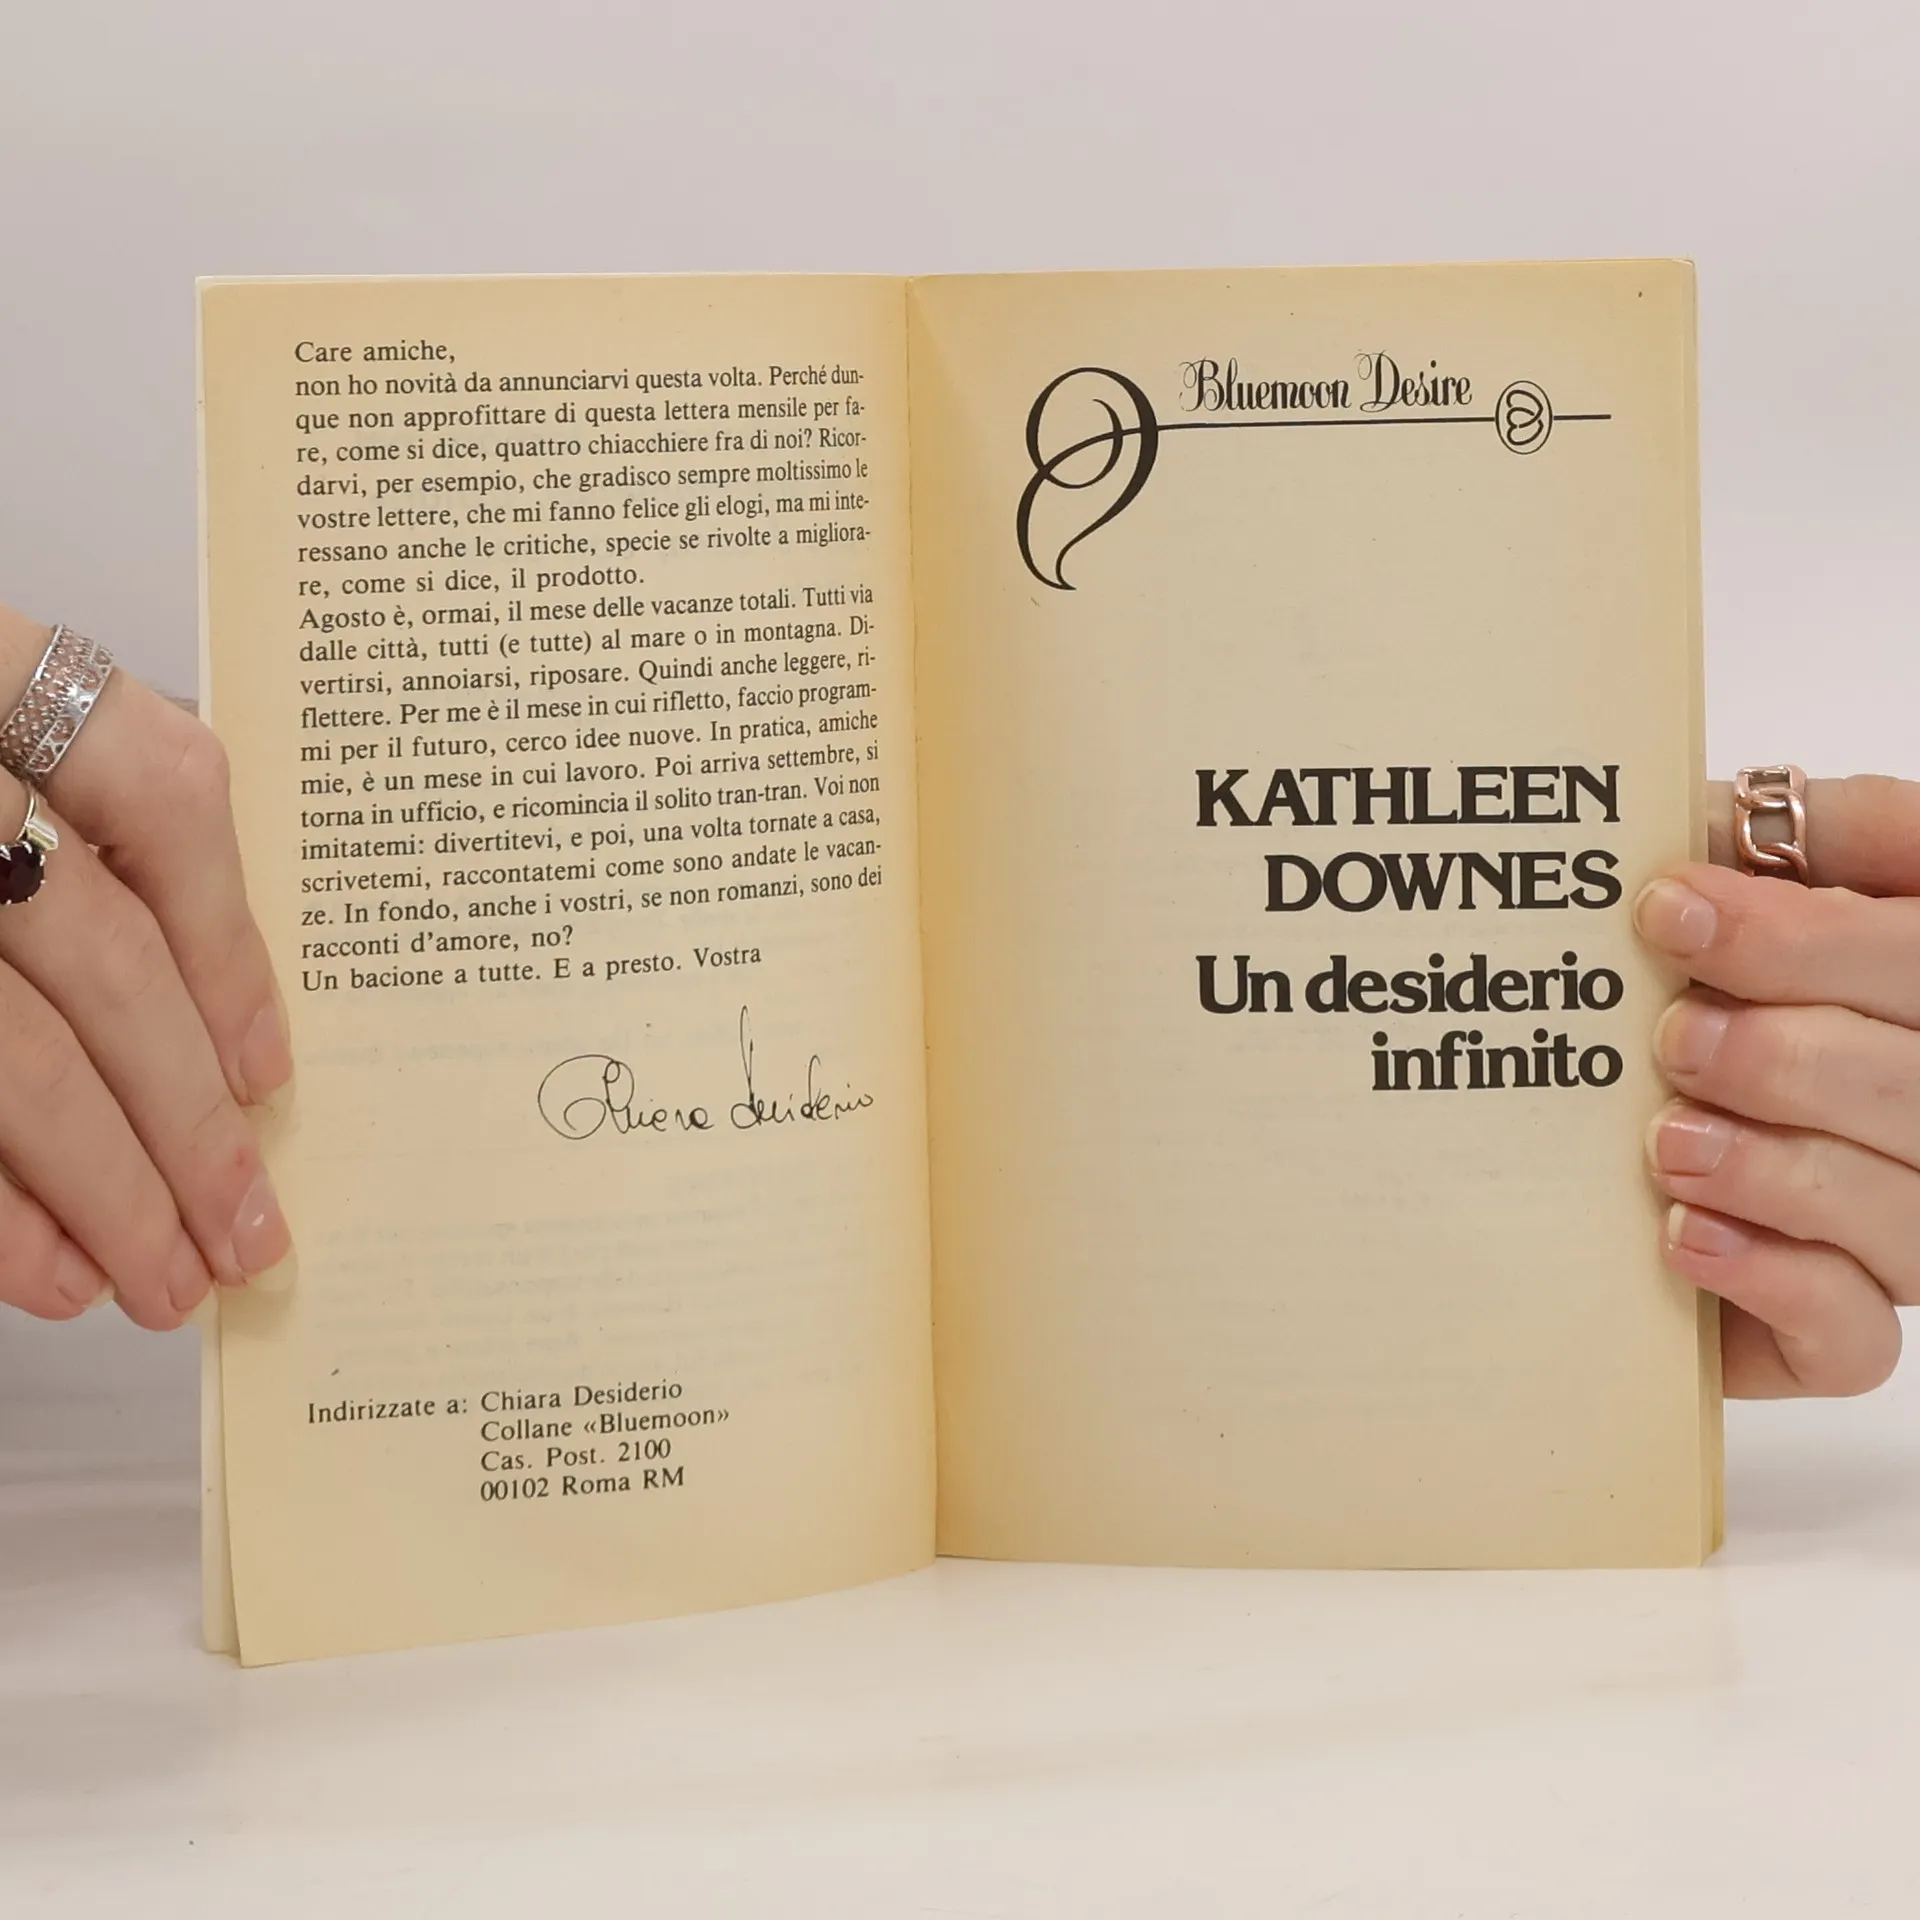 Care amiche,
non ho novità da annunciarvi questa volta. Perché dun-
que non approfittare di questa lettera mensile per fa-
re, come si dice, quattro chiacchiere fra di noi? Ricor-
darvi, per esempio, che gradisco sempre moltissimo le
vostre lettere, che mi fanno felice gli elogi, ma mi inte-
ressano anche le critiche, specie se rivolte a migliora-
re, come si dice, il prodotto.
Agosto è, ormai, il mese delle vacanze totali. Tutti via
dalle città, tutti (e tutte) al mare o in montagna. Di-
vertirsi, annoiarsi, riposare. Quindi anche leggere, ri-
flettere. Per me è il mese in cui rifletto, faccio program-
mi per il futuro, cerco idee nuove. In pratica, amiche
mie, è un mese in cui lavoro. Poi arriva settembre, si
torna in ufficio, e ricomincia il solito tran-tran. Voi non
imitatemi: divertitevi, e poi, una volta tornate a casa,
scrivetemi, raccontatemi come sono andate le vacan-
ze. In fondo, anche i vostri, se non romanzi, sono dei
racconti d'amore, no?
Un bacione a tutte. E a presto. Vostra
Chiara Desiderio
Indirizzate a: Chiara Desiderio
Collane «Bluemoon»
Cas. Post. 2100
00102 Roma RM
Bluemoon Desire
KATHLEEN
DOWNES
Un desiderio
infinito